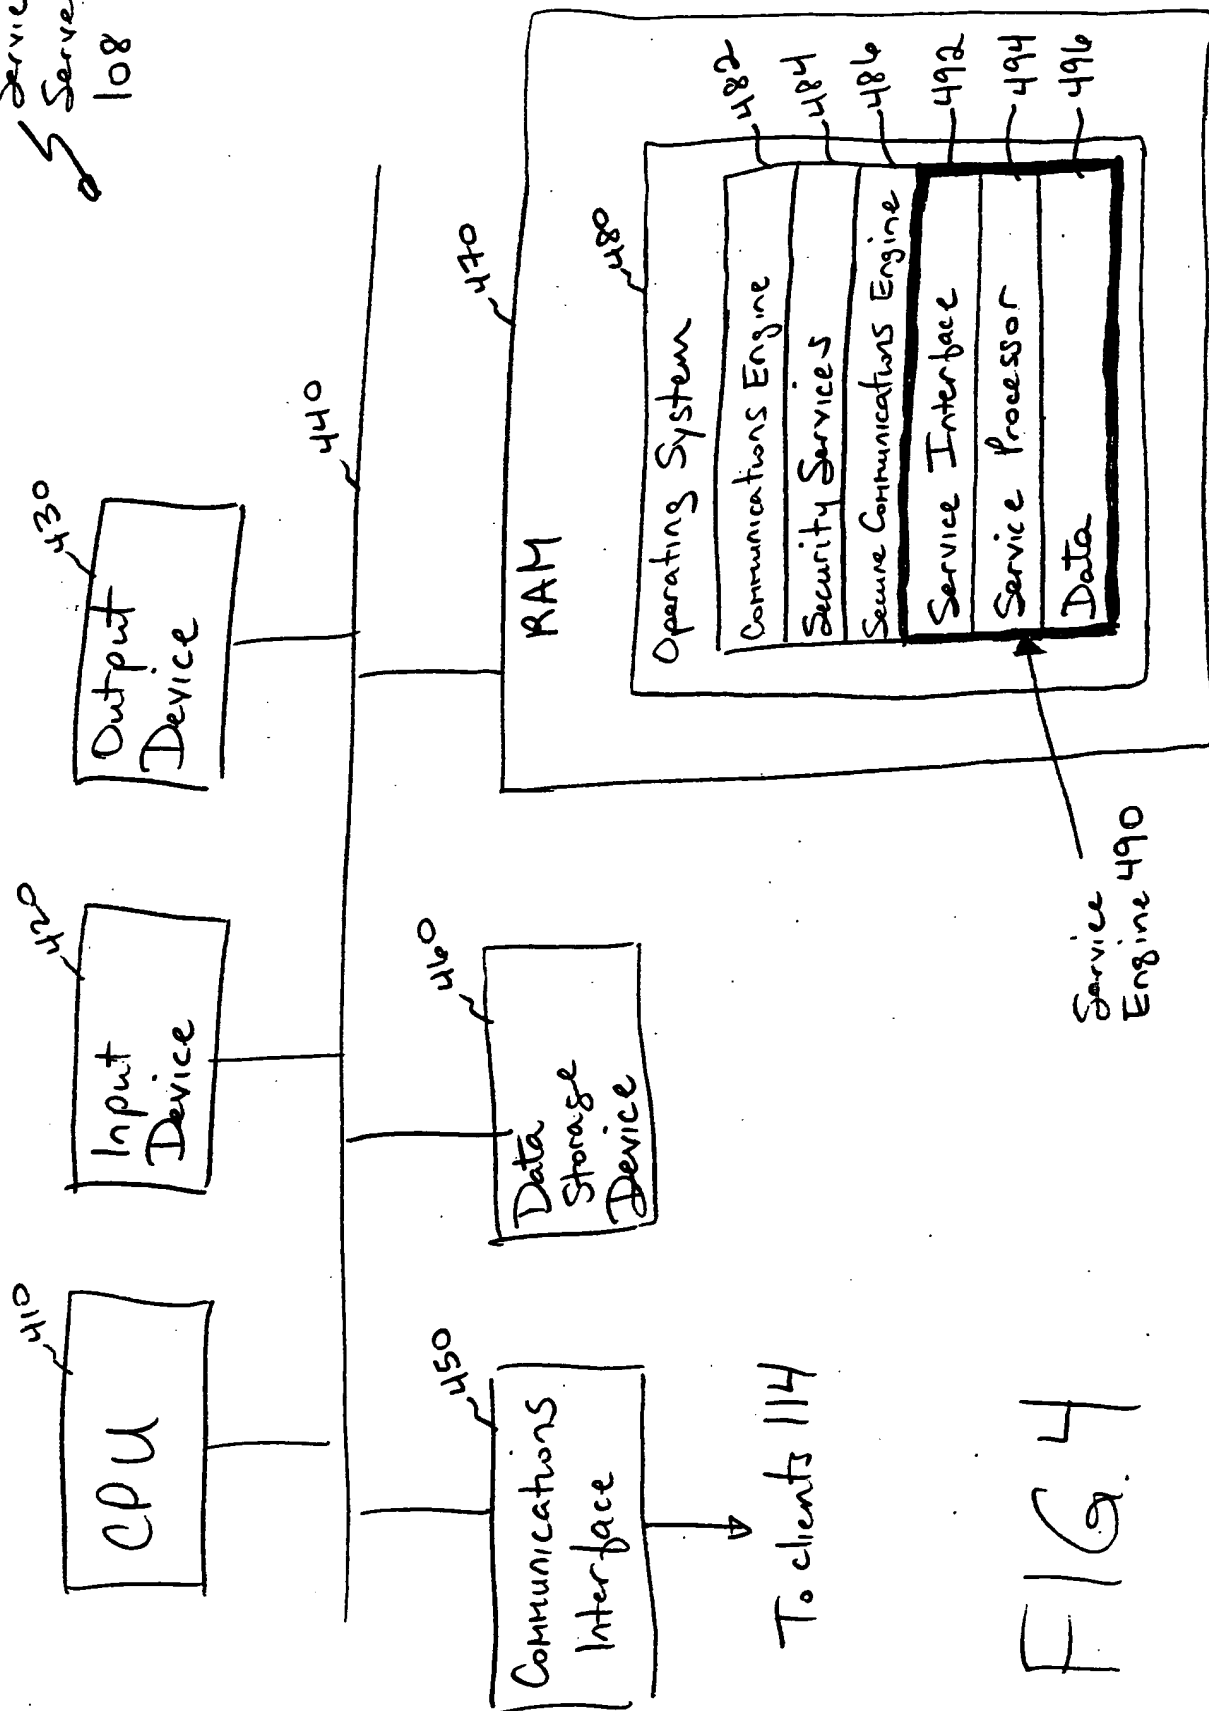 Server
108
410
CPU
420
Input
Device
430
Output
Device
440
450
Communications
Interface
To clients 114
460
Data
Storage
Device
470
RAM
480
Operating System
Communications Engine
482
Security Services
484
Secure Communications Engine
486
Service Interface
492
Service Processor
494
Data
496
Service
Engine 490
FIG. 4